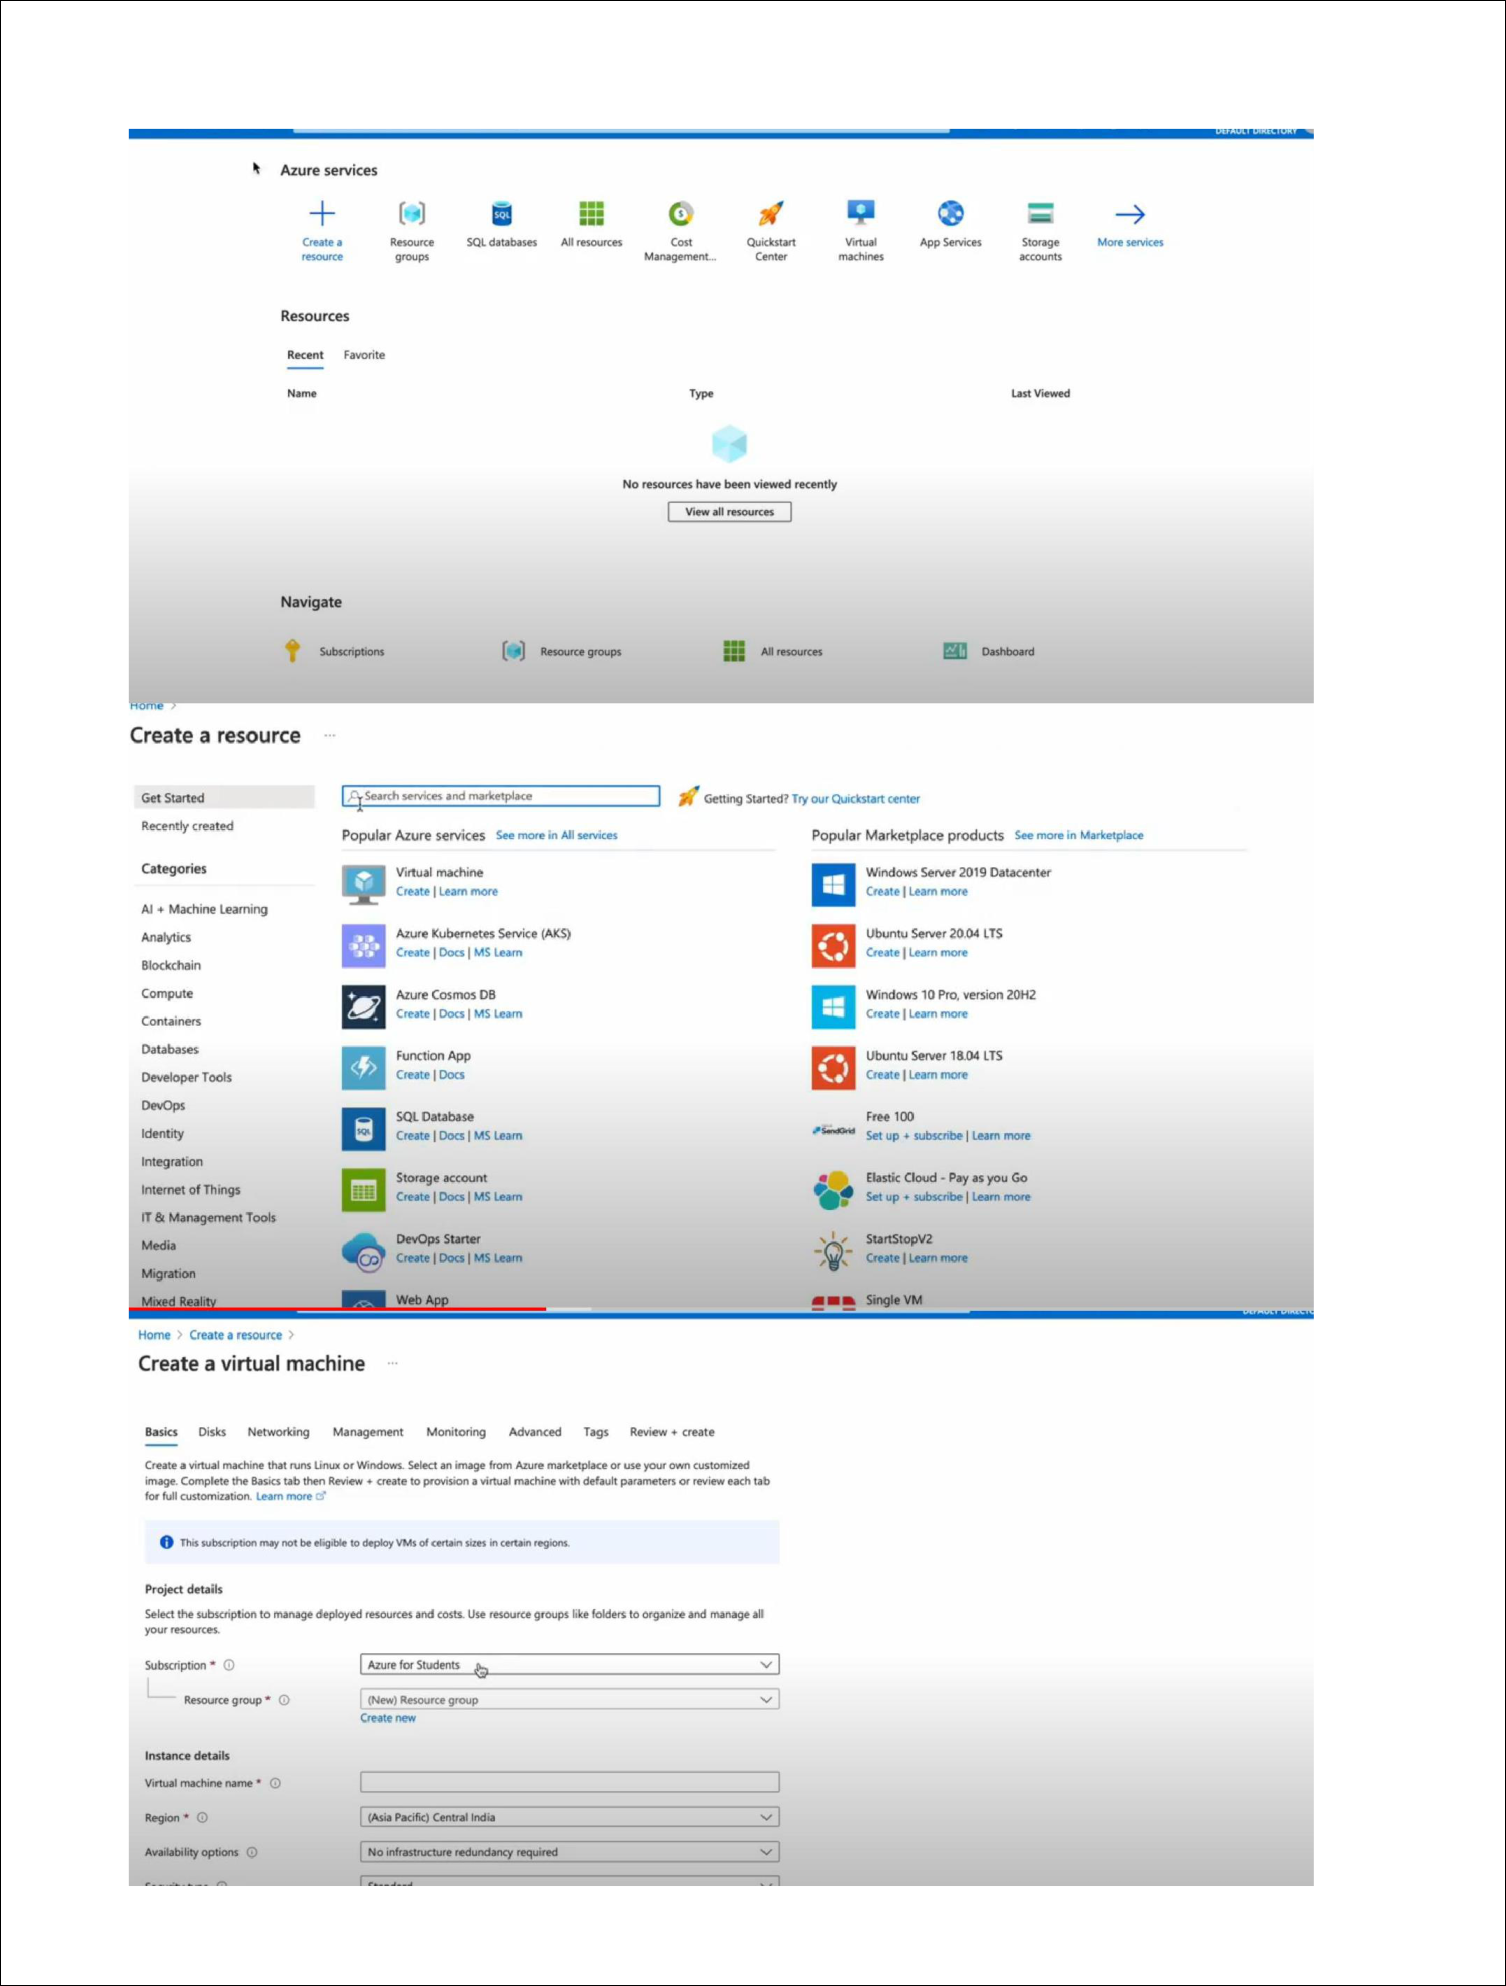 DEFAULT DIRECTORY
Azure services
Create a resource
Resource groups
SQL databases
All resources
Cost Management...
Quickstart Center
Virtual machines
App Services
Storage accounts
More services
Resources
Recent Favorite
Name Type Last Viewed
No resources have been viewed recently
View all resources
Navigate
Subscriptions Resource groups All resources Dashboard
Home >
Create a resource ...
Get Started
Recently created
Categories
AI + Machine Learning
Analytics
Blockchain
Compute
Containers
Databases
Developer Tools
DevOps
Identity
Integration
Internet of Things
IT & Management Tools
Media
Migration
Mixed Reality
Search services and marketplace
Getting Started? Try our Quickstart center
Popular Azure services See more in All services
Virtual machine
Create | Learn more
Azure Kubernetes Service (AKS)
Create | Docs | MS Learn
Azure Cosmos DB
Create | Docs | MS Learn
Function App
Create | Docs
SQL
SQL Database
Create | Docs | MS Learn
Storage account
Create | Docs | MS Learn
DevOps Starter
Create | Docs | MS Learn
Web App
Popular Marketplace products See more in Marketplace
Windows Server 2019 Datacenter
Create | Learn more
Ubuntu Server 20.04 LTS
Create | Learn more
Windows 10 Pro, version 20H2
Create | Learn more
Ubuntu Server 18.04 LTS
Create | Learn more
SendGrid
Free 100
Set up + subscribe | Learn more
Elastic Cloud - Pay as you Go
Set up + subscribe | Learn more
StartStopV2
Create | Learn more
Single VM
Home > Create a resource >
Create a virtual machine ...
Basics Disks Networking Management Monitoring Advanced Tags Review + create
Create a virtual machine that runs Linux or Windows. Select an image from Azure marketplace or use your own customized
image. Complete the Basics tab then Review + create to provision a virtual machine with default parameters or review each tab
for full customization. Learn more
This subscription may not be eligible to deploy VMs of certain sizes in certain regions.
Project details
Select the subscription to manage deployed resources and costs. Use resource groups like folders to organize and manage all
your resources.
Subscription * Azure for Students
Resource group * (New) Resource group
Create new
Instance details
Virtual machine name *
Region * (Asia Pacific) Central India
Availability options No infrastructure redundancy required